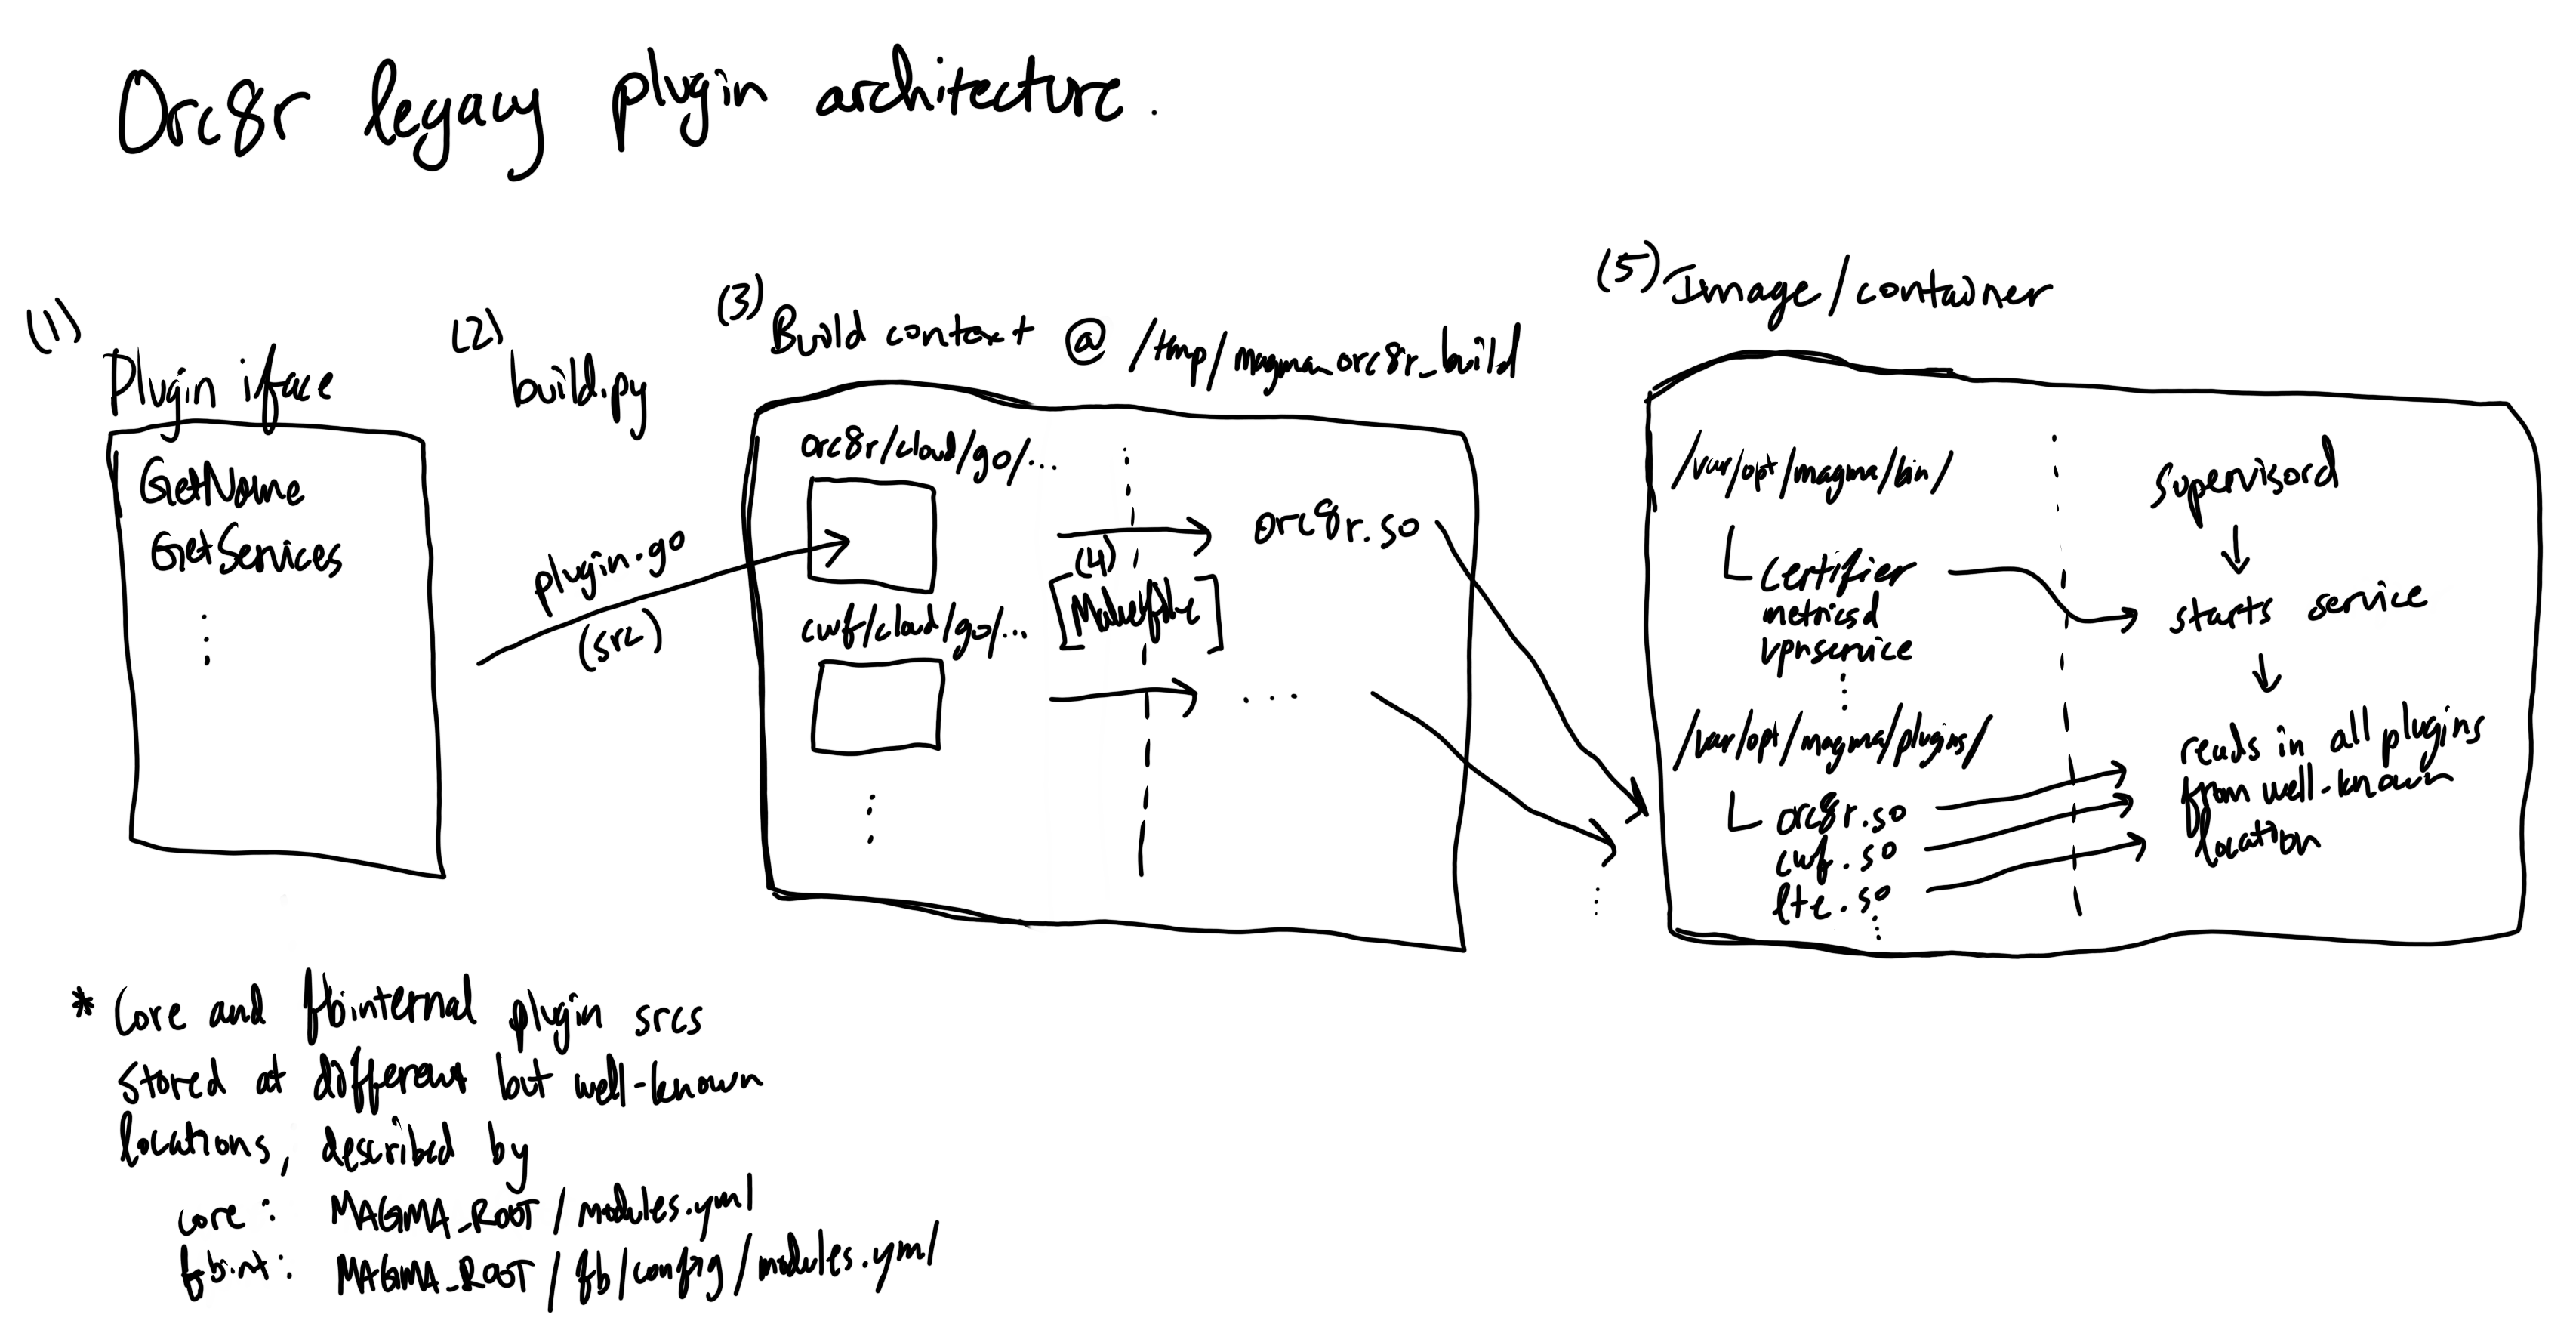 Orc8r legacy plugin architecture.
(1)
Plugin iface
GetName
GetServices
(2)
build.py
plugin.go
(src)
(3)
Build context @ /tmp/magma_orc8r_build
orc8r/cloud/go/...
cwf/cloud/go/...
(4)
[Makefile]
orc8r.so
...
(5) Image/container
/var/opt/magma/bin/
certifier
metricsd
vpnservice
/var/opt/magma/plugins/
orc8r.so
cwf.so
lte.so
supervisord
starts service
reads in all plugins
from well-known
location
* Core and fbinternal plugin srcs
stored at different but well-known
locations, described by
core: MAGMA_ROOT/modules.yml
fbint: MAGMA_ROOT/fb/config/modules.yml